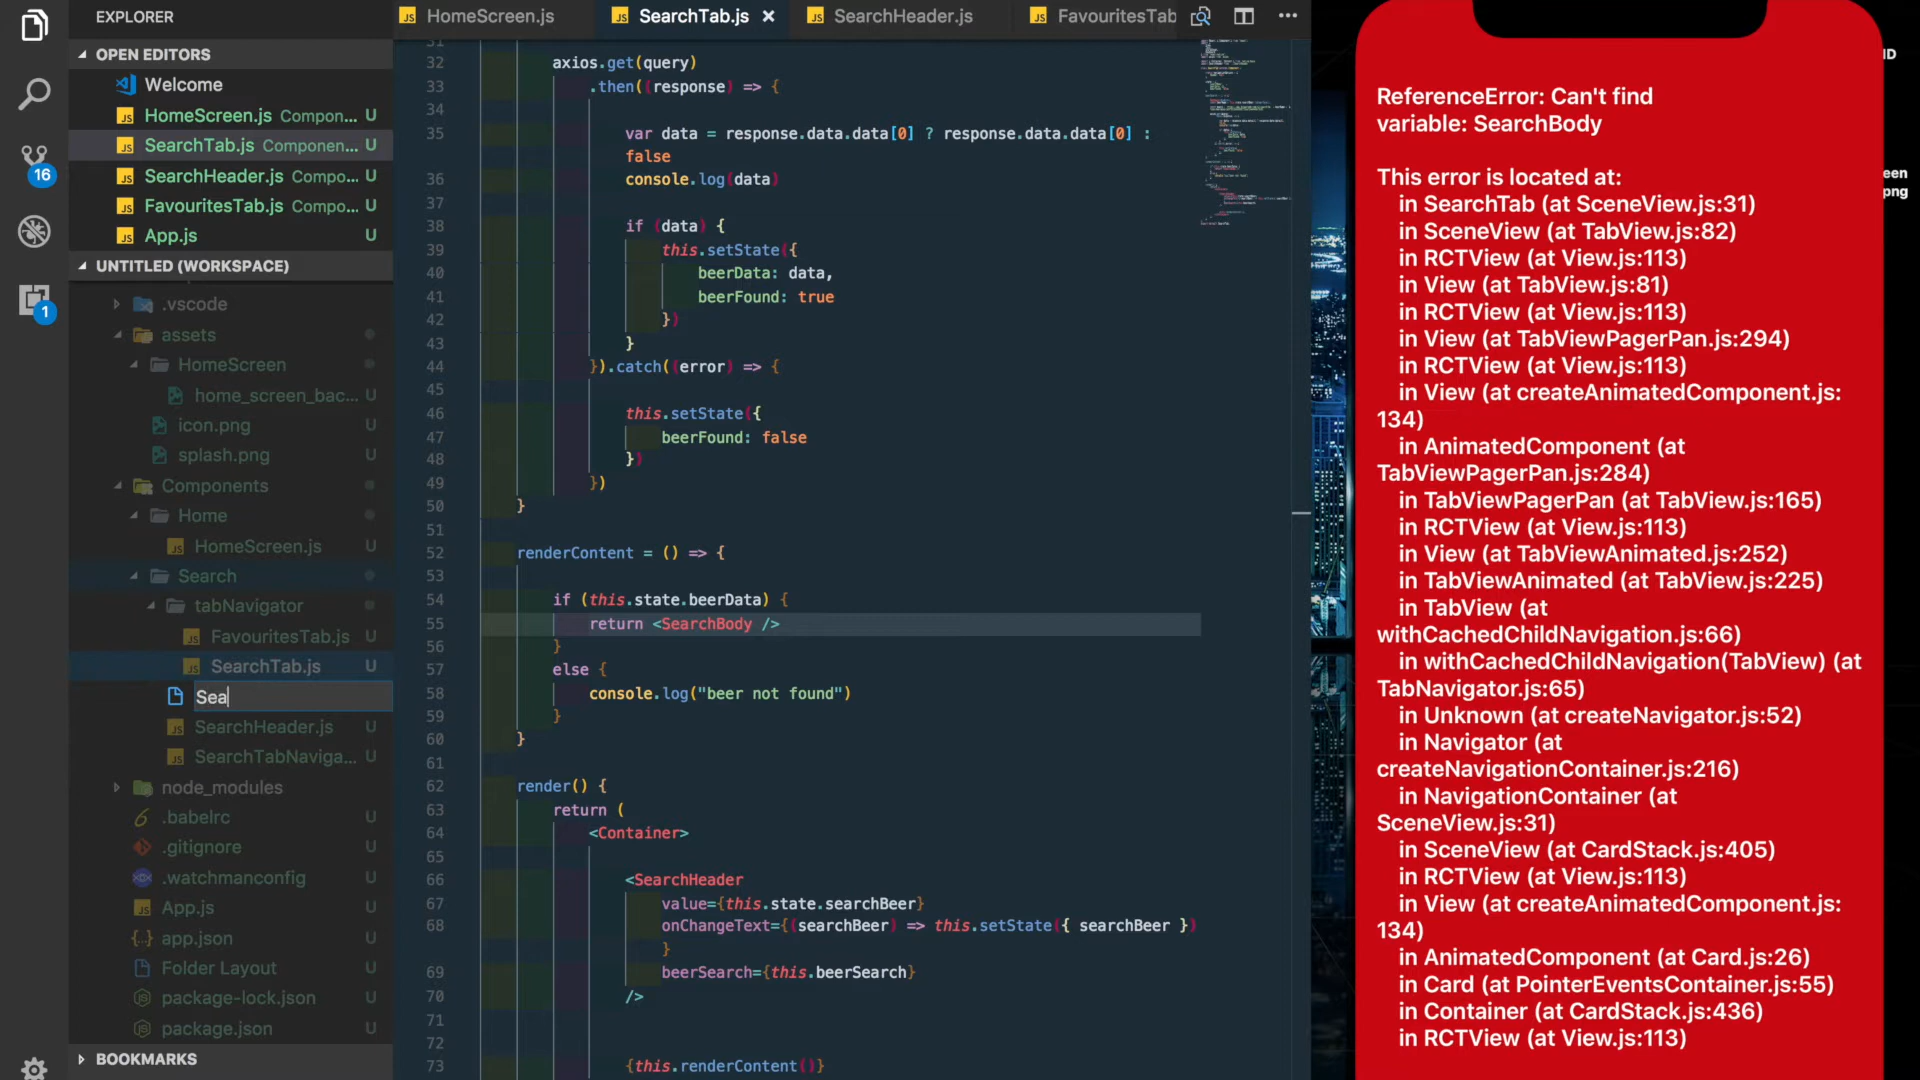 EXPLORER
OPEN EDITORS
Welcome
HomeScreen.js Compon... U
SearchTab.js Componen... U
SearchHeader.js Compo... U
FavouritesTab.js Compo... U
App.js U
UNTITLED (WORKSPACE)
.vscode
assets
HomeScreen
home_screen_bac... U
icon.png U
splash.png U
Components
Home
HomeScreen.js U
Search
tabNavigator
FavouritesTab.js U
SearchTab.js U
Sea
SearchHeader.js U
SearchTabNaviga... U
node_modules
.babelrc U
.gitignore U
.watchmanconfig U
App.js U
app.json U
Folder Layout U
package-lock.json U
package.json U
BOOKMARKS
16
1
HomeScreen.js SearchTab.js SearchHeader.js FavouritesTab
31
32 axios.get(query)
33 .then((response) => {
34
35 var data = response.data.data[0] ? response.data.data[0] :
false
36 console.log(data)
37
38 if (data) {
39 this.setState({
40 beerData: data,
41 beerFound: true
42 })
43 }
44 }).catch((error) => {
45
46 this.setState({
47 beerFound: false
48 })
49 })
50 }
51
52 renderContent = () => {
53
54 if (this.state.beerData) {
55 return <SearchBody />
56 }
57 else {
58 console.log("beer not found")
59 }
60 }
61
62 render() {
63 return (
64 <Container>
65
66 <SearchHeader
67 value={this.state.searchBeer}
68 onChangeText={(searchBeer) => this.setState({ searchBeer })
}
69 beerSearch={this.beerSearch}
70 />
71
72
73 {this.renderContent()}
ReferenceError: Can't find
variable: SearchBody
This error is located at:
in SearchTab (at SceneView.js:31)
in SceneView (at TabView.js:82)
in RCTView (at View.js:113)
in View (at TabView.js:81)
in RCTView (at View.js:113)
in View (at TabViewPagerPan.js:294)
in RCTView (at View.js:113)
in View (at createAnimatedComponent.js:
134)
in AnimatedComponent (at
TabViewPagerPan.js:284)
in TabViewPagerPan (at TabView.js:165)
in RCTView (at View.js:113)
in View (at TabViewAnimated.js:252)
in TabViewAnimated (at TabView.js:225)
in TabView (at
withCachedChildNavigation.js:66)
in withCachedChildNavigation(TabView) (at
TabNavigator.js:65)
in Unknown (at createNavigator.js:52)
in Navigator (at
createNavigationContainer.js:216)
in NavigationContainer (at
SceneView.js:31)
in SceneView (at CardStack.js:405)
in RCTView (at View.js:113)
in View (at createAnimatedComponent.js:
134)
in AnimatedComponent (at Card.js:26)
in Card (at PointerEventsContainer.js:55)
in Container (at CardStack.js:436)
in RCTView (at View.js:113)
ID
een
png